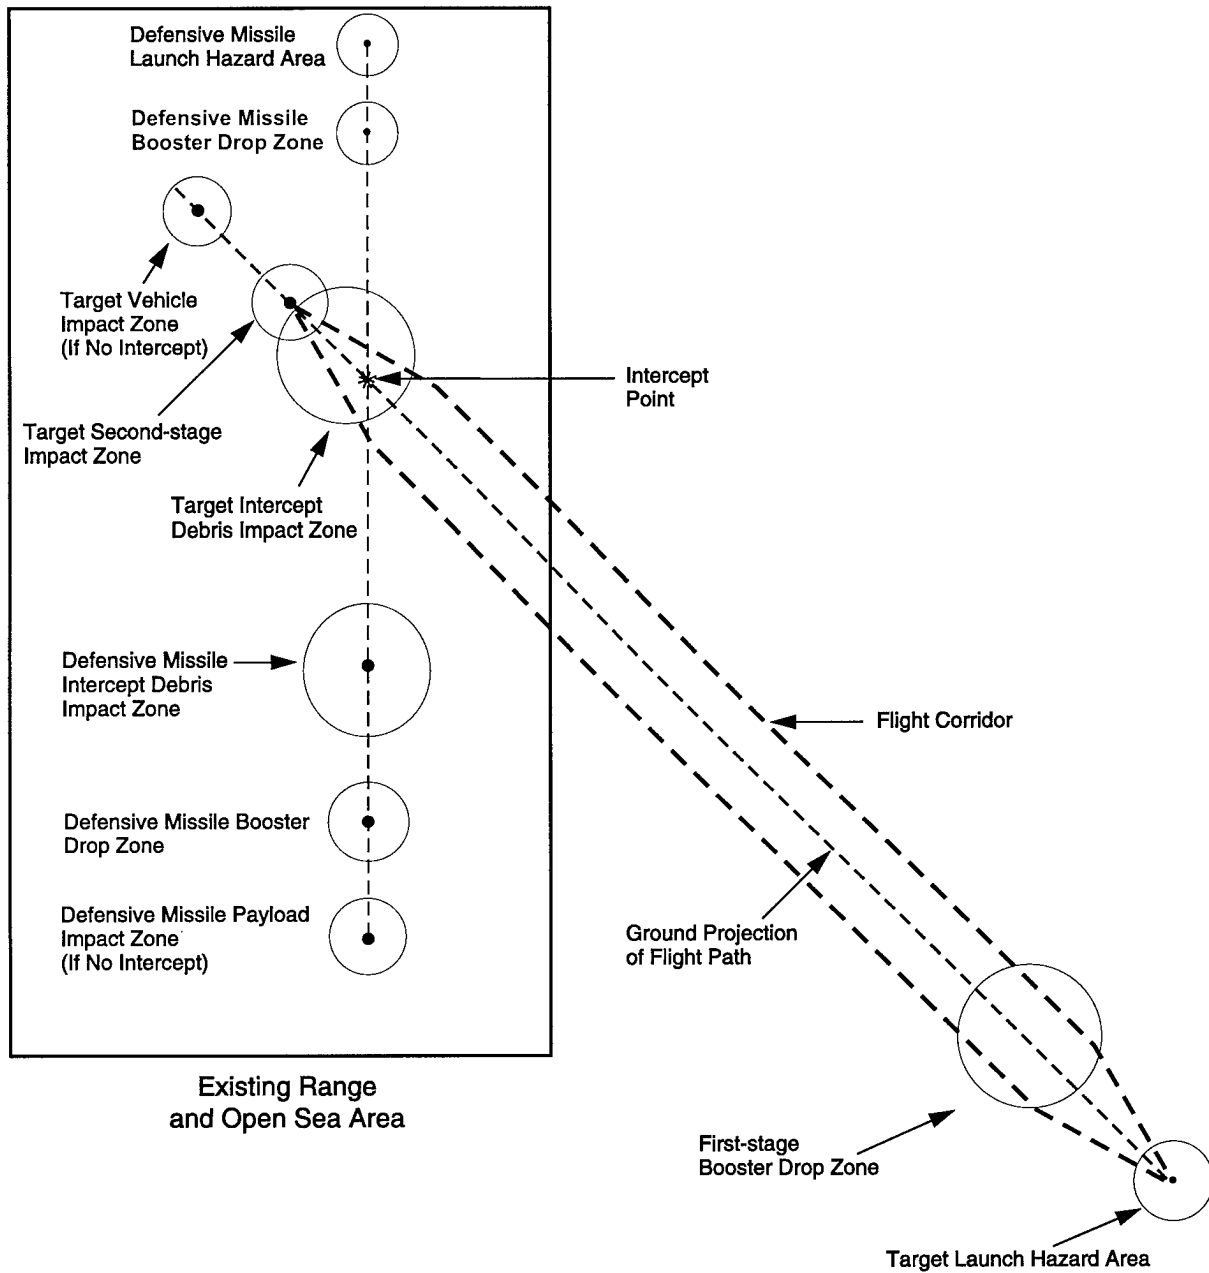 Defensive Missile
Launch Hazard Area
Defensive Missile
Booster Drop Zone
Target Vehicle
Impact Zone
(If No Intercept)
Intercept
Point
Target Second-stage
Impact Zone
Target Intercept
Debris Impact Zone
Defensive Missile
Intercept Debris
Impact Zone
Flight Corridor
Defensive Missile Booster
Drop Zone
Defensive Missile Payload
Impact Zone
(If No Intercept)
Ground Projection
of Flight Path
Existing Range
and Open Sea Area
First-stage
Booster Drop Zone
Target Launch Hazard Area